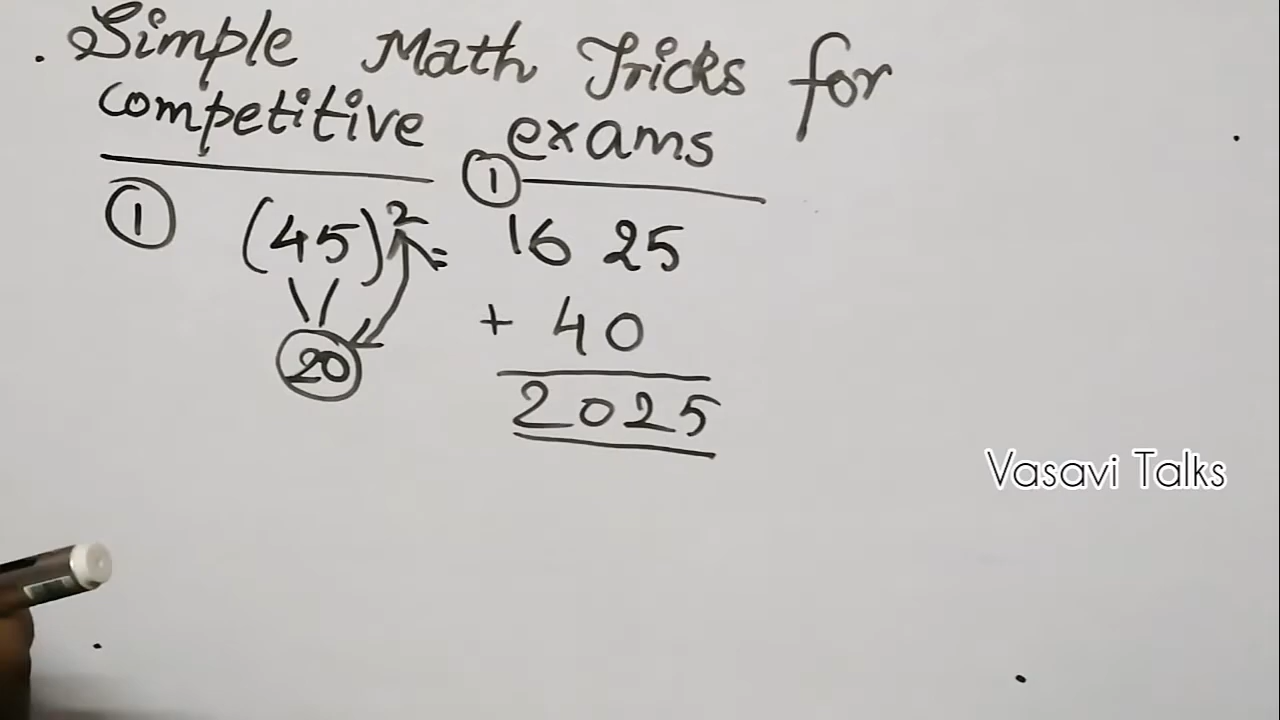 . Simple Math Tricks for
competitive exams
① (45)² = ① 16 25
20 + 40
2025
Vasavi Talks